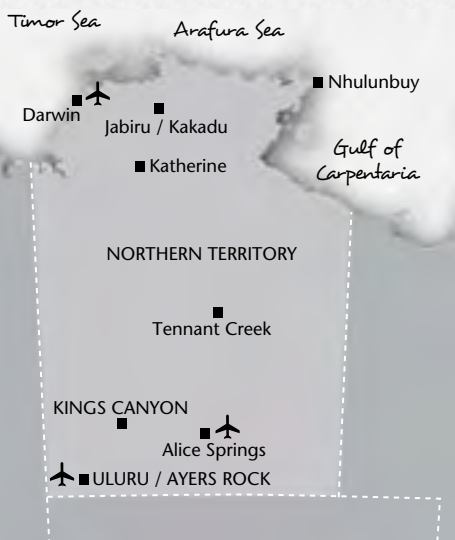 Timor Sea
Arafura Sea
Nhulunbuy
Darwin
Jabiru / Kakadu
Gulf of
Carpentaria
Katherine
NORTHERN TERRITORY
Tennant Creek
KINGS CANYON
Alice Springs
ULURU / AYERS ROCK